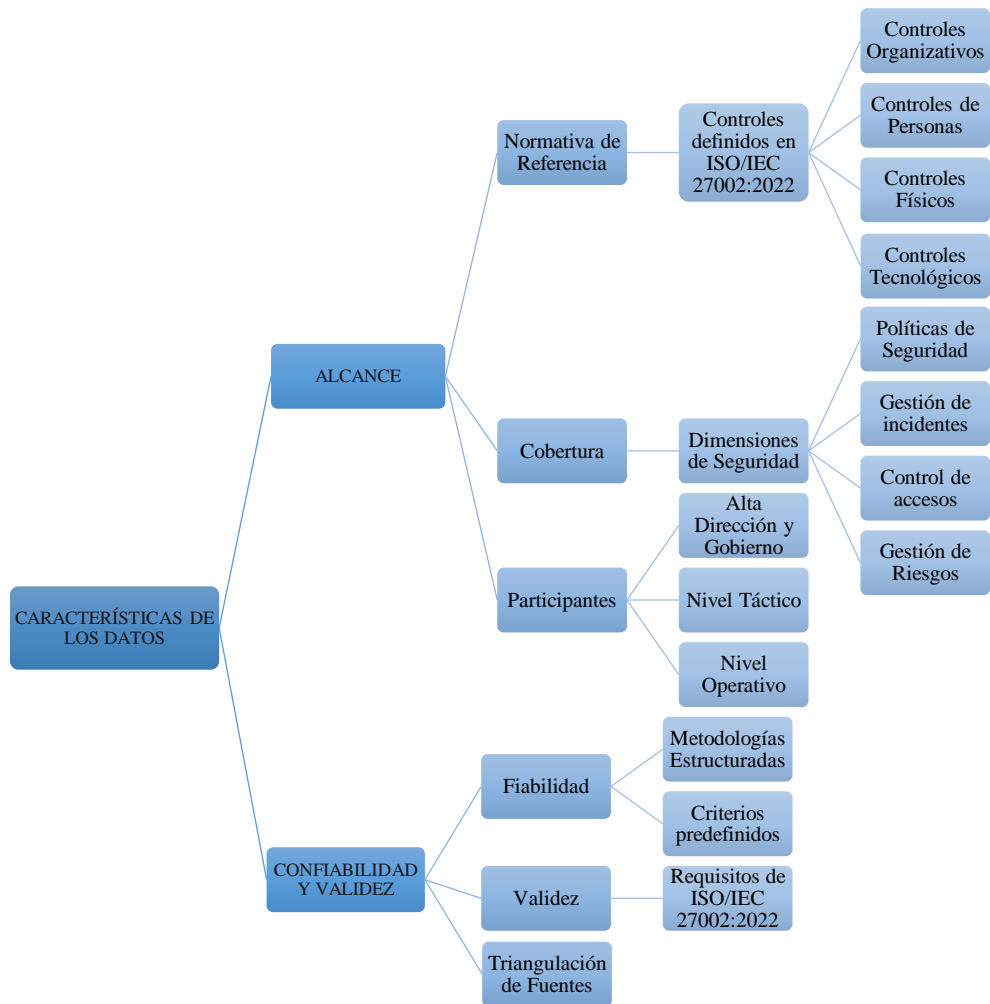 CARACTERÍSTICAS DE
LOS DATOS
ALCANCE
Normativa de
Referencia
Controles
definidos en
ISO/IEC
27002:2022
Controles
Organizativos
Controles de
Personas
Controles
Físicos
Controles
Tecnológicos
Cobertura
Dimensiones
de Seguridad
Políticas de
Seguridad
Gestión de
incidentes
Control de
accesos
Gestión de
Riesgos
Participantes
Alta
Dirección y
Gobierno
Nivel Táctico
Nivel
Operativo
CONFIABILIDAD
Y VALIDEZ
Fiabilidad
Metodologías
Estructuradas
Criterios
predefinidos
Validez
Requisitos de
ISO/IEC
27002:2022
Triangulación
de Fuentes